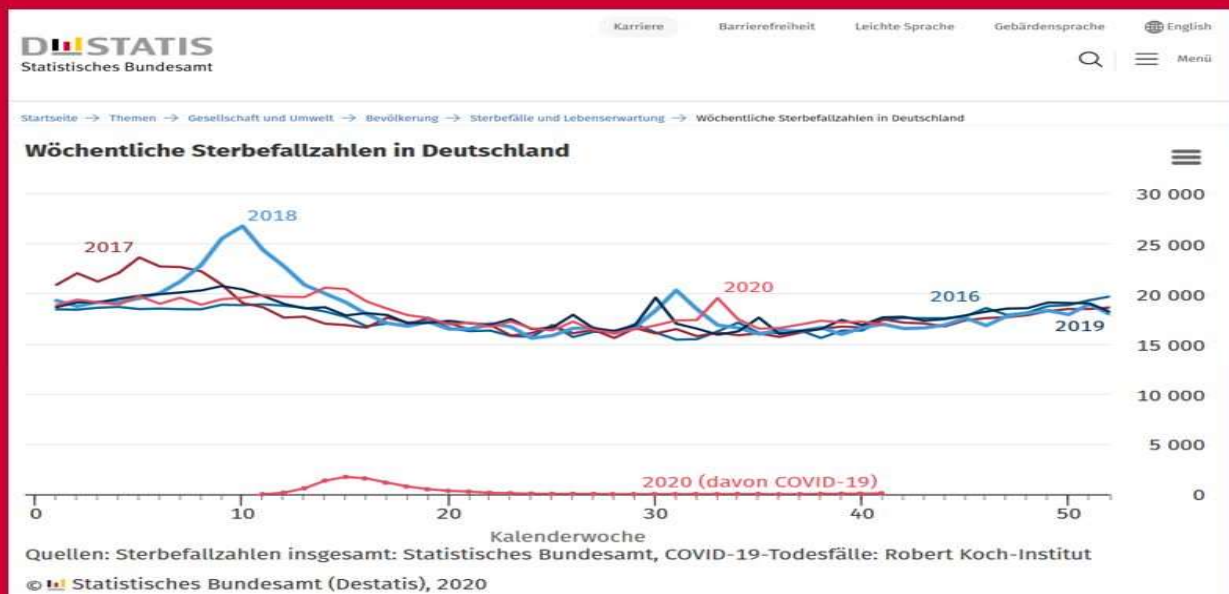 Karriere Barrierefreiheit Leichte Sprache Gebärdensprache English
DESTATIS
Statistisches Bundesamt
Menü
Startseite → Themen → Gesellschaft und Umwelt → Bevölkerung → Sterbefälle und Lebenserwartung → Wöchentliche Sterbefallzahlen in Deutschland
Wöchentliche Sterbefallzahlen in Deutschland
30 000
2018
2017
25 000
2020
2016
20 000
2019
15 000
10 000
5 000
2020 (davon COVID-19)
0
0 10 20 30 40 50
Kalenderwoche
Quellen: Sterbefallzahlen insgesamt: Statistisches Bundesamt, COVID-19-Todesfälle: Robert Koch-Institut
© Statistisches Bundesamt (Destatis), 2020